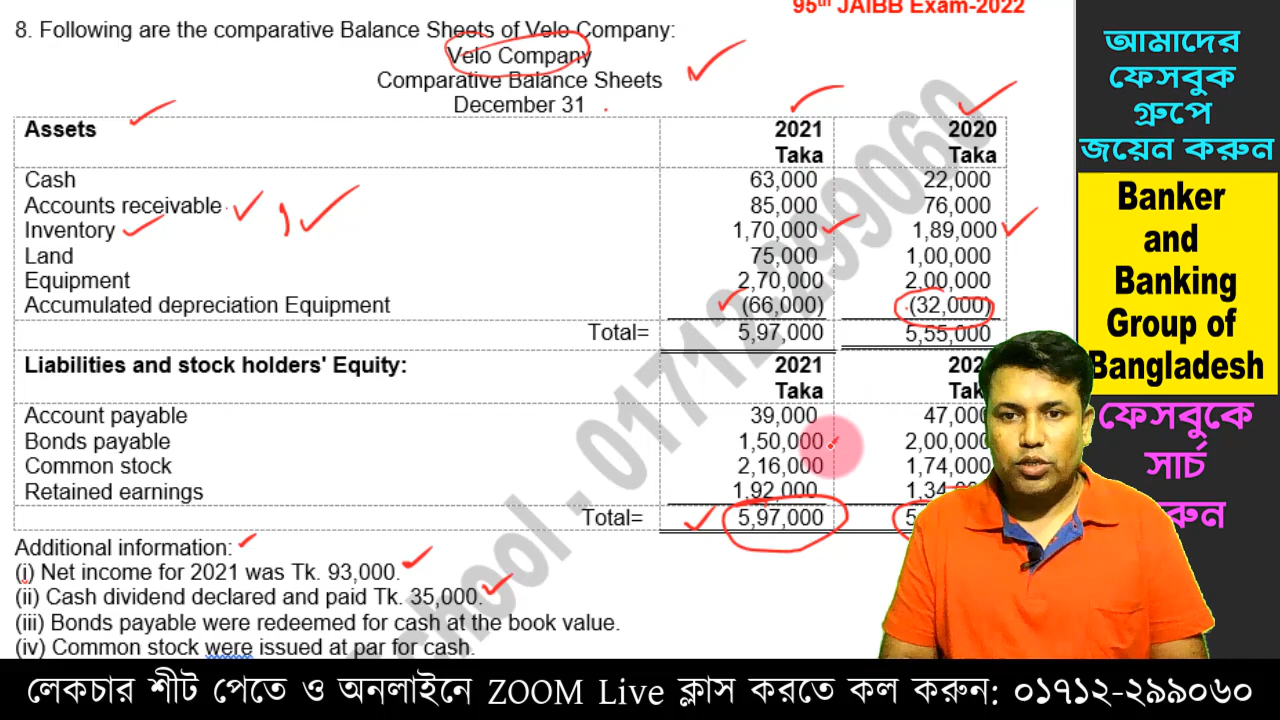 95th JAIBB Exam-2022
8. Following are the comparative Balance Sheets of Velo Company:
Velo Company
Comparative Balance Sheets
December 31
Assets 2021 Taka 2020 Taka
Cash 63,000 22,000
Accounts receivable 85,000 76,000
Inventory 1,70,000 1,89,000
Land 75,000 1,00,000
Equipment 2,70,000 2,00,000
Accumulated depreciation Equipment (66,000) (32,000)
Total= 5,97,000 5,55,000
Liabilities and stock holders' Equity: 2021 Taka Taka
Account payable 39,000 47,000
Bonds payable 1,50,000 2,00,000
Common stock 2,16,000 1,74,000
Retained earnings 1,92,000
Total= 5,97,000
Additional information:
(i) Net income for 2021 was Tk. 93,000.
(ii) Cash dividend declared and paid Tk. 35,000.
(iii) Bonds payable were redeemed for cash at the book value.
(iv) Common stock were issued at par for cash.
01712-299060
আমাদের
ফেসবুক
গ্রুপে
জয়েন করুন
Banker
and
Banking
Group of
Bangladesh
ফেসবুকে
সার্চ
লেকচার শীট পেতে ও অনলাইনে ZOOM Live ক্লাস করতে কল করুন: ০১৭১২-২৯৯০৬০